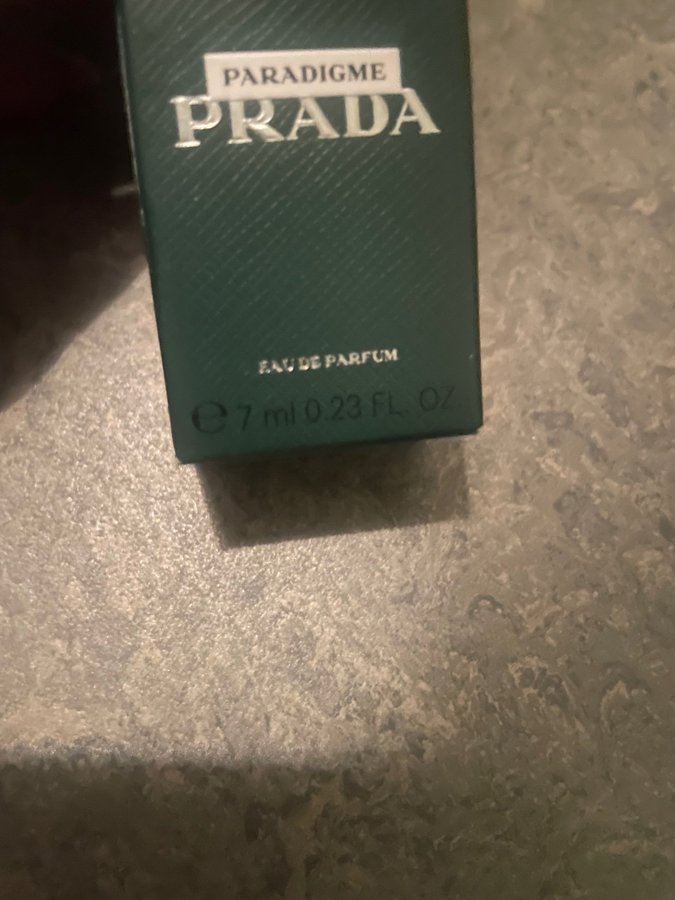 PARADIGME
PRADA
EAU DE PARFUM
℮ 7 ml 0.23 FL. OZ